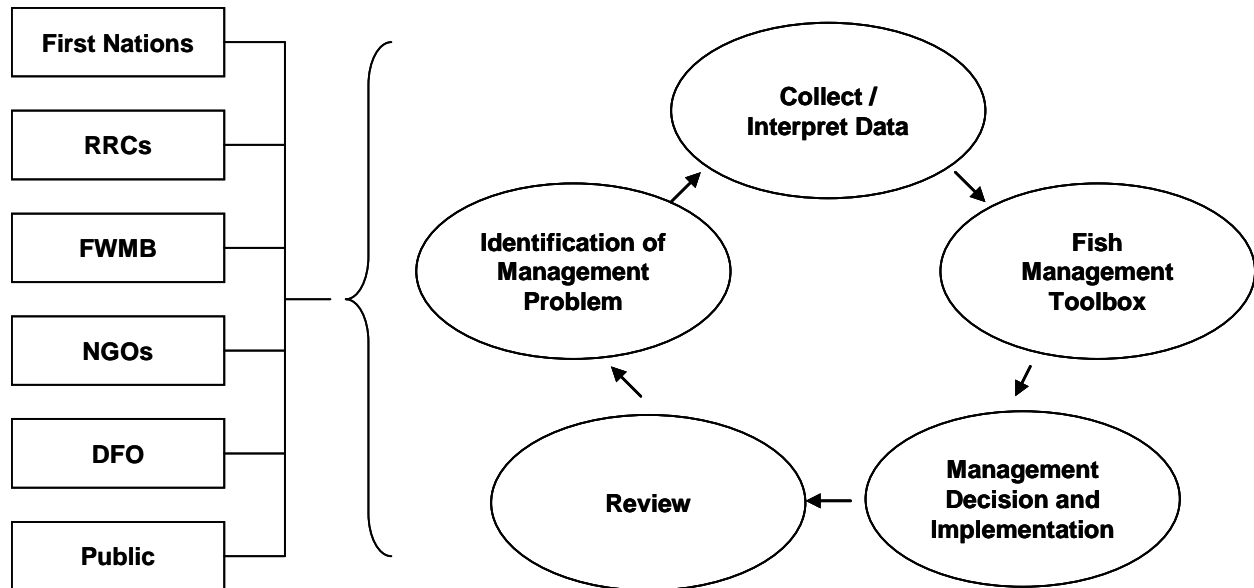 First Nations
RRCs
FWMB
NGOs
DFO
Public
Collect /
Interpret Data
Fish
Management
Toolbox
Management
Decision and
Implementation
Review
Identification of
Management
Problem